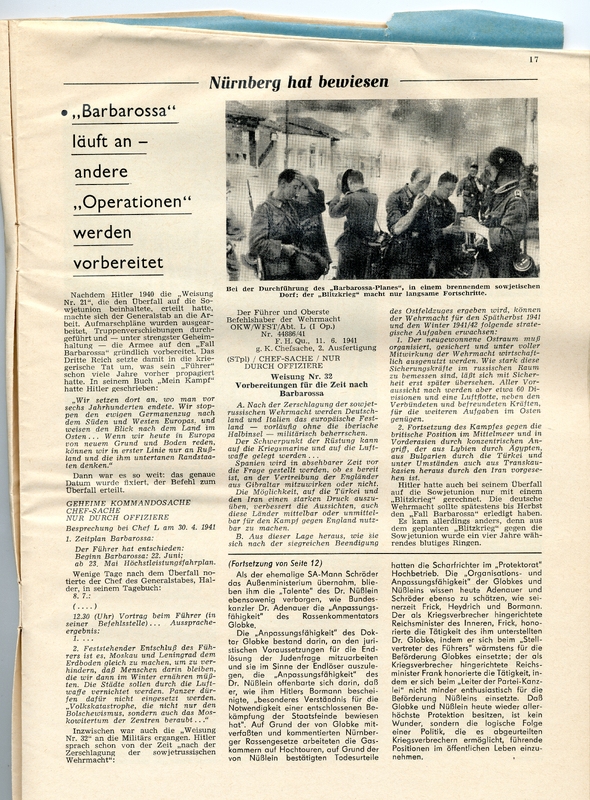 17
Nürnberg hat bewiesen
• „Barbarossa“
läuft an –
andere
„Operationen“
werden
vorbereitet
Bei der Durchführung des „Barbarossa-Planes“, in einem brennendem sowjetischen
Dorf: der „Blitzkrieg“ macht nur langsame Fortschritte.
Nachdem Hitler 1940 die „Weisung
Nr. 21“, die den Überfall auf die So-
wjetunion beinhaltete, erteilt hatte,
machte sich der Generalstab an die Ar-
beit. Aufmarschpläne wurden ausgear-
beitet, Truppenverschiebungen durch-
geführt und — unter strengster Geheim-
haltung — die Armee auf den „Fall
Barbarossa“ gründlich vorbereitet. Das
Dritte Reich setzte damit in die krie-
gerische Tat um, was sein „Führer“
schon viele Jahre vorher propagiert
hatte. In seinem Buch „Mein Kampf“
hatte Hitler geschrieben:
„Wir setzen dort an, wo man vor
sechs Jahrhunderten endete. Wir stop-
pen den ewigen Germanenzug nach
dem Süden und Westen Europas, und
weisen den Blick nach dem Land im
Osten... Wenn wir heute in Europa
von neuem Grund und Boden reden,
können wir in erster Linie nur an Ruß-
land und die ihm untertanen Randstaa-
ten denken.“
Dann war es so weit: das genaue
Datum wurde fixiert, der Befehl zum
Überfall erteilt.
GEHEIME KOMMANDOSACHE
CHEF-SACHE
NUR DURCH OFFIZIERE
Besprechung bei Chef L am 30. 4. 1941
1. Zeitplan Barbarossa:
Der Führer hat entschieden:
Beginn Barbarossa: 22. Juni;
ab 23. Mai Höchstleistungsfahrplan.
Wenige Tage nach dem Überfall no-
tierte der Chef des Generalstabes, Hal-
der, in seinem Tagebuch:
8. 7.:
(....)
12.30 (Uhr) Vortrag beim Führer (in
seiner Befehlsstelle)... Aussprache-
ergebnis:
1. ...
2. Feststehender Entschluß des Füh-
rers ist es, Moskau und Leningrad dem
Erdboden gleich zu machen, um zu ver-
hindern, daß Menschen darin bleiben,
die wir dann im Winter ernähren müß-
ten. Die Städte sollen durch die Luft-
waffe vernichtet werden. Panzer dür-
fen dafür nicht eingesetzt werden.
„Volkskatastrophe, die nicht nur den
Bolschewismus, sondern auch das Mos-
kowitertum der Zentren beraubt...“
Inzwischen war auch die „Weisung
Nr. 32“ an die Militärs ergangen. Hitler
sprach schon von der Zeit „nach der
Zerschlagung der sowjetrussischen
Wehrmacht“:
Der Führer und Oberste
Befehlshaber der Wehrmacht
OKW/WFST/Abt. L (I Op.)
Nr. 44886/41
F. H. Qu., 11. 6. 1941
g. K. Chefsache, 2. Ausfertigung
(STpl) / CHEF-SACHE / NUR
DURCH OFFIZIERE
Weisung Nr. 32
Vorbereitungen für die Zeit nach
Barbarossa
A. Nach der Zerschlagung der sowjet-
russischen Wehrmacht werden Deutsch-
land und Italien das europäische Fest-
land — vorläufig ohne die iberische
Halbinsel — militärisch beherrschen.
Der Schwerpunkt der Rüstung kann
auf die Kriegsmarine und auf die Luft-
waffe gelegt werden...
Spanien wird in absehbarer Zeit vor
die Frage gestellt werden, ob es bereit
ist, an der Vertreibung der Engländer
aus Gibraltar mitzuwirken oder nicht.
Die Möglichkeit, auf die Türkei und
den Iran einen starken Druck auszu-
üben, verbessert die Aussichten, auch
diese Länder mittelbar oder unmittel-
bar für den Kampf gegen England nutz-
bar zu machen.
B. Aus dieser Lage heraus, wie sie
sich nach der siegreichen Beendigung
des Ostfeldzuges ergeben wird, können
der Wehrmacht für den Spätherbst 1941
und den Winter 1941/42 folgende strate-
gische Aufgaben erwachsen:
1. Der neugewonnene Ostraum muß
organisiert, gesichert und unter voller
Mitwirkung der Wehrmacht wirtschaft-
lich ausgenutzt werden. Wie stark diese
Sicherungskräfte im russischen Raum
zu bemessen sind, läßt sich mit Sicher-
heit erst später übersehen. Aller Vor-
aussicht nach werden aber etwa 60 Di-
visionen und eine Luftflotte, neben den
Verbündeten und befreundeten Kräften,
für die weiteren Aufgaben im Osten
genügen.
2. Fortsetzung des Kampfes gegen die
britische Position im Mittelmeer und in
Vorderasien durch konzentrischen An-
griff, der aus Libyen durch Ägypten,
aus Bulgarien durch die Türkei und
unter Umständen auch aus Transkau-
kasien heraus durch den Iran vorgese-
hen ist.
Hitler hatte auch bei seinem Überfall
auf die Sowjetunion nur mit einem
„Blitzkrieg“ gerechnet. Die deutsche
Wehrmacht sollte spätestens bis Herbst
den „Fall Barbarossa“ erledigt haben.
Es kam allerdings anders, denn aus
dem geplanten „Blitzkrieg“ gegen die
Sowjetunion wurde ein vier Jahre wäh-
rendes blutiges Ringen.
(Fortsetzung von Seite 12)
Als der ehemalige SA-Mann Schröder
das Außenministerium übernahm, blie-
ben ihm die „Talente“ des Dr. Nüßlein
ebensowenig verborgen, wie Bundes-
kanzler Dr. Adenauer die „Anpassungs-
fähigkeit“ des Rassenkommentators
Globke.
Die „Anpassungsfähigkeit“ des Dok-
tor Globke bestand darin, an den juri-
stischen Voraussetzungen für die End-
lösung der Judenfrage mitzuarbeiten
und sie im Sinne der Endlöser auszule-
gen, die „Anpassungsfähigkeit“ des
Dr. Nüßlein offenbarte sich darin, daß
er, wie ihm Hitlers Bormann beschei-
nigte, „besonderes Verständnis für die
Notwendigkeit einer entschlossenen Be-
kämpfung der Staatsfeinde bewiesen
hat“. Auf Grund der von Globke mit-
verfaßten und kommentierten Nürnber-
ger Rassengesetze arbeiteten die Gas-
kammern auf Hochtouren, auf Grund der
von Nüßlein bestätigten Todesurteile
hatten die Scharfrichter im „Protektorat“
Hochbetrieb. Die „Organisations- und
Anpassungsfähigkeit“ der Globkes und
Nüßleins wissen heute Adenauer und
Schröder ebenso zu schätzen, wie sei-
nerzeit Frick, Heydrich und Bormann.
Der als Kriegsverbrecher hingerichtete
Reichsminister des Inneren, Frick, hono-
rierte die Tätigkeit des ihm unterstellten
Dr. Globke, indem er sich beim „Stell-
vertreter des Führers“ wärmstens für die
Beförderung Globkes einsetzte; der als
Kriegsverbrecher hingerichtete Reichs-
minister Frank honorierte die Tätigkeit, in-
dem er sich beim „Leiter der Partei-Kanz-
lei“ nicht minder enthusiastisch für die
Beförderung Nüßleins einsetzte. Daß
Globke und Nüßlein heute wieder aller-
höchste Protektion besitzen, ist kein
Wunder, sondern die logische Folge
einer Politik, die es abgeurteilten
Kriegsverbrechern ermöglicht, führende
Positionen im öffentlichen Leben einzu-
nehmen.